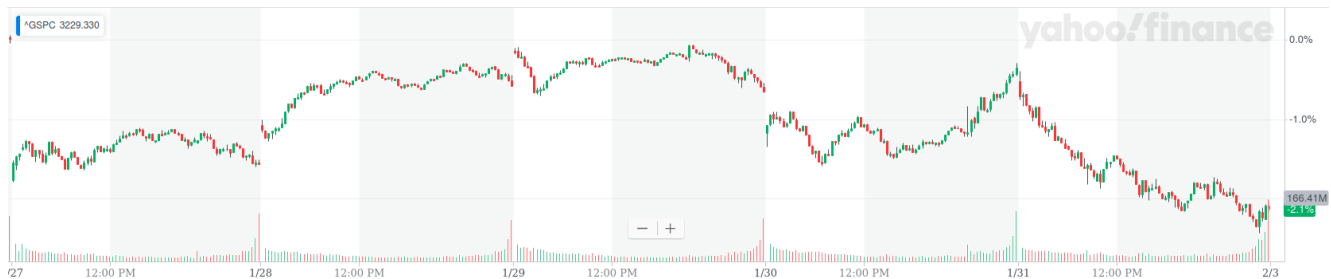 ^GSPC 3229.330
yahoo!finance
0.0%
-1.0%
166.41M
-2.1%
− +
/27 12:00 PM 1/28 12:00 PM 1/29 12:00 PM 1/30 12:00 PM 1/31 12:00 PM 2/3